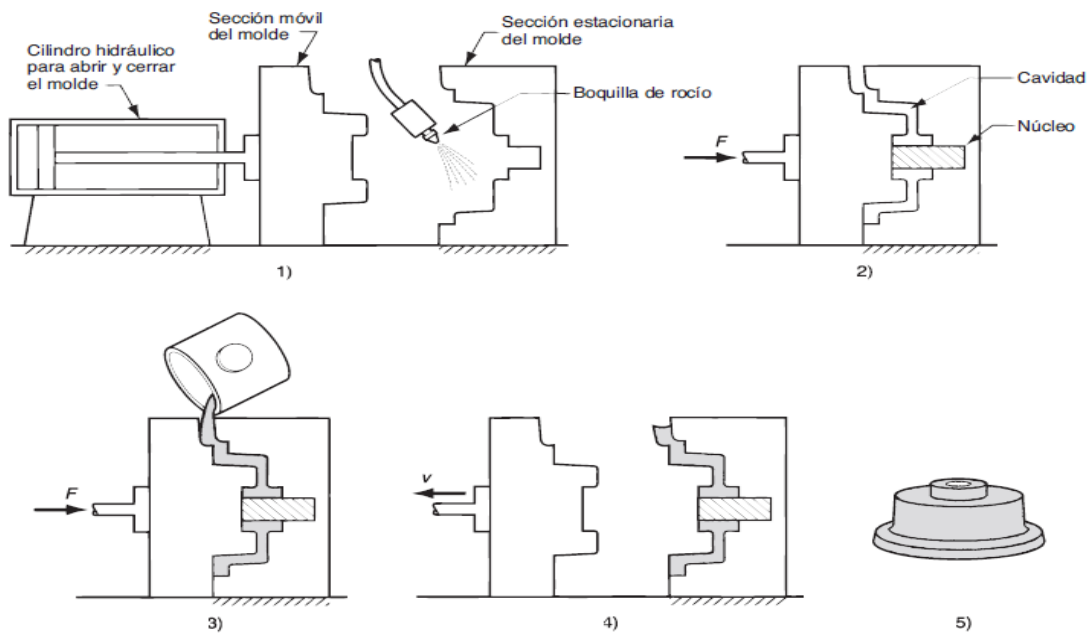 Sección móvil
del molde
Sección estacionaria
del molde
Cilindro hidráulico
para abrir y cerrar
el molde
Boquilla de rocío
Cavidad
Núcleo
F
1)
2)
F
v
3)
4)
5)